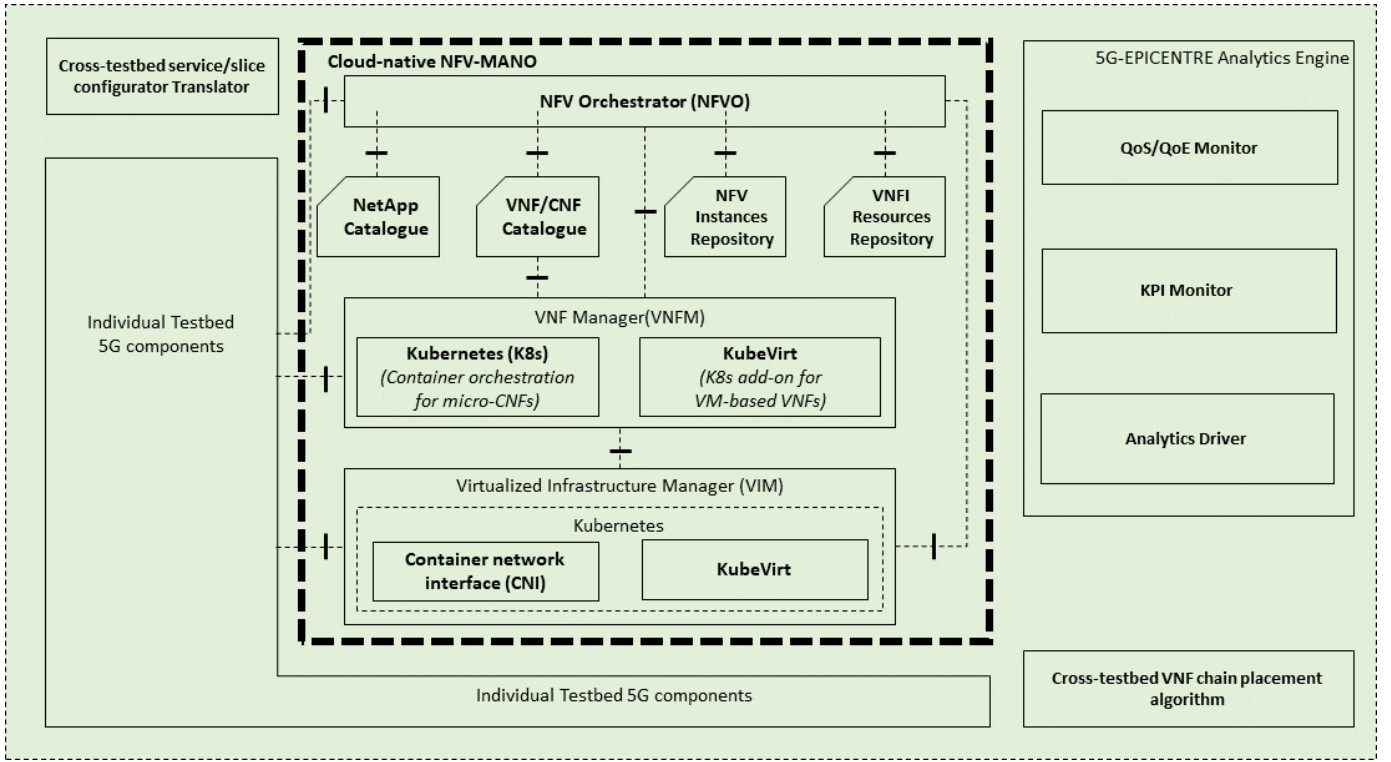 Cross-testbed service/slice
configurator Translator
Cloud-native NFV-MANO
NFV Orchestrator (NFVO)
NetApp
Catalogue
VNF/CNF
Catalogue
NFV
Instances
Repository
VNFI
Resources
Repository
Individual Testbed
5G components
VNF Manager(VNFM)
Kubernetes (K8s)
(Container orchestration
for micro-CNFs)
KubeVirt
(K8s add-on for
VM-based VNFs)
Virtualized Infrastructure Manager (VIM)
Kubernetes
Container network
interface (CNI)
KubeVirt
Individual Testbed 5G components
5G-EPICENTRE Analytics Engine
QoS/QoE Monitor
KPI Monitor
Analytics Driver
Cross-testbed VNF chain placement
algorithm